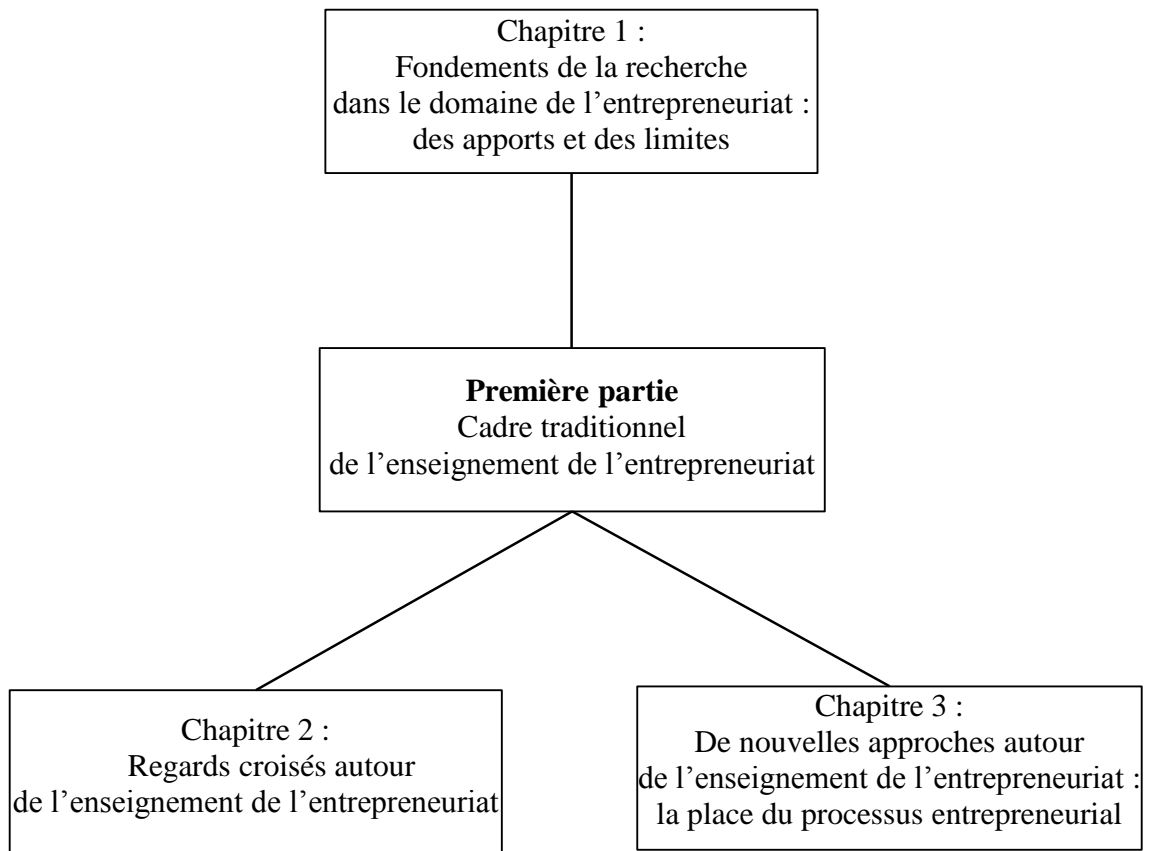 Chapitre 1 :
Fondements de la recherche
dans le domaine de l’entrepreneuriat :
des apports et des limites
Première partie
Cadre traditionnel
de l’enseignement de l’entrepreneuriat
Chapitre 2 :
Regards croisés autour
de l’enseignement de l’entrepreneuriat
Chapitre 3 :
De nouvelles approches autour
de l’enseignement de l’entrepreneuriat :
la place du processus entrepreneurial